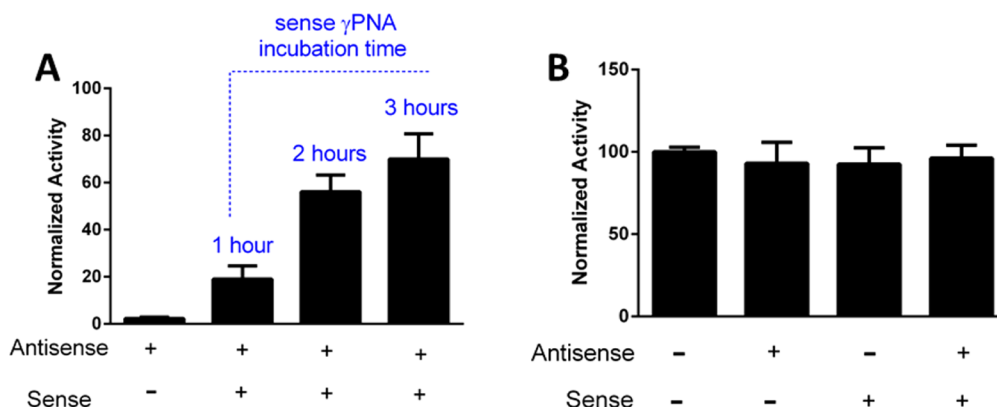 sense γPNA
incubation time
A
B
Normalized Activity
100
80
60
40
20
0
1 hour
2 hours
3 hours
Antisense + + + +
Sense - + + +
Normalized Activity
150
100
50
0
Antisense - + - +
Sense - - + +